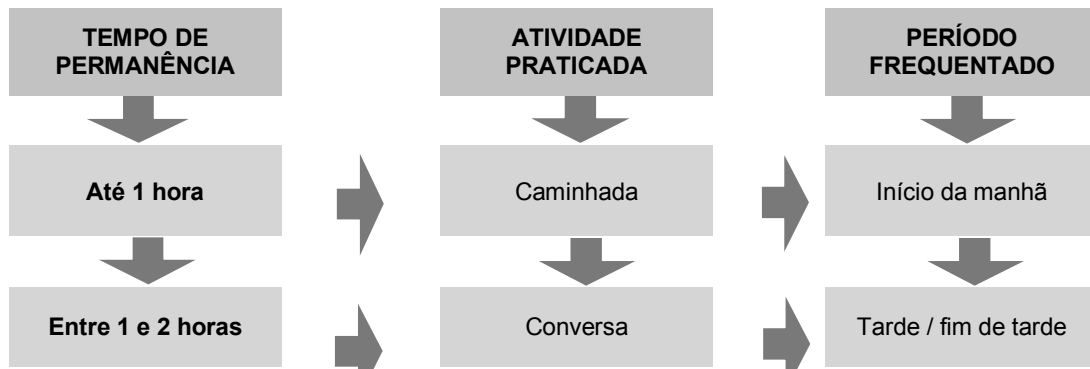 TEMPO DE
PERMANÊNCIA
ATIVIDADE
PRATICADA
PERÍODO
FREQUENTADO
Até 1 hora
Caminhada
Início da manhã
Entre 1 e 2 horas
Conversa
Tarde / fim de tarde